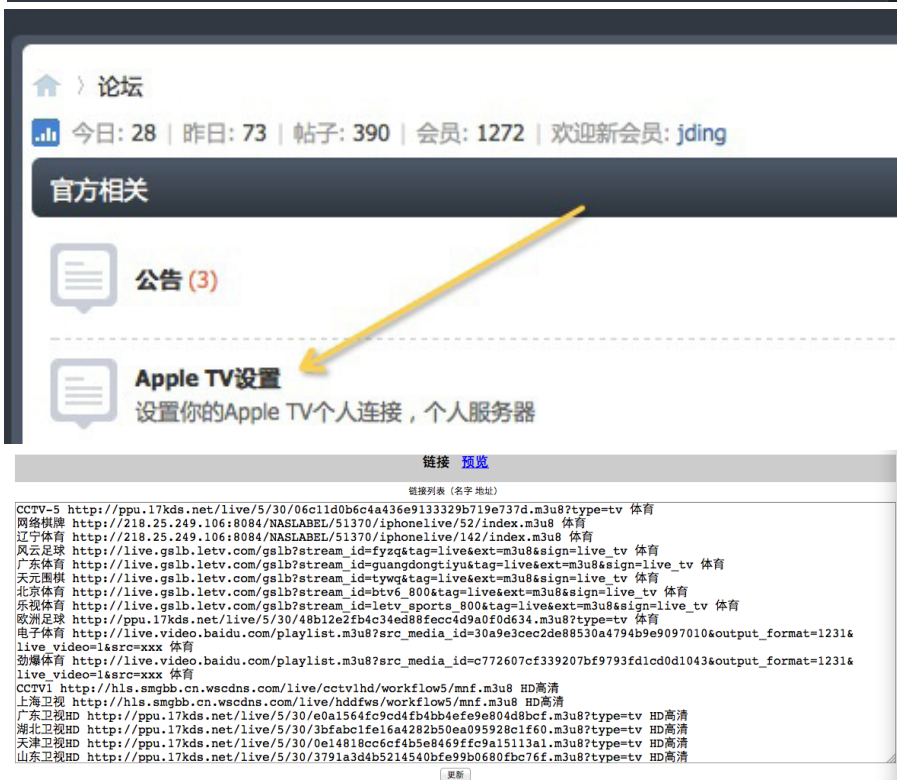 论坛
今日: 28 | 昨日: 73 | 帖子: 390 | 会员: 1272 | 欢迎新会员: jding
官方相关
公告 (3)
Apple TV设置
设置你的Apple TV个人连接，个人服务器
链接 预览
链接列表（名字 地址）
CCTV-5 http://ppu.17kds.net/live/5/30/06c11d0b6c4a436e9133329b719e737d.m3u8?type=tv 体育
网络棋牌 http://218.25.249.106:8084/NASLABEL/51370/iphonelive/52/index.m3u8 体育
辽宁体育 http://218.25.249.106:8084/NASLABEL/51370/iphonelive/142/index.m3u8 体育
风云足球 http://live.gslb.letv.com/gslb?stream_id=fyzq&tag=live&ext=m3u8&sign=live_tv 体育
广东体育 http://live.gslb.letv.com/gslb?stream_id=guangdongtiyu&tag=live&ext=m3u8&sign=live_tv 体育
天元围棋 http://live.gslb.letv.com/gslb?stream_id=tywq&tag=live&ext=m3u8&sign=live_tv 体育
北京体育 http://live.gslb.letv.com/gslb?stream_id=btv6_800&tag=live&ext=m3u8&sign=live_tv 体育
乐视体育 http://live.gslb.letv.com/gslb?stream_id=letv_sports_800&tag=live&ext=m3u8&sign=live_tv 体育
欧洲足球 http://ppu.17kds.net/live/5/30/48b12e2fb4c34ed88fecc4d9a0f0d634.m3u8?type=tv 体育
电子体育 http://live.video.baidu.com/playlist.m3u8?src_media_id=30a9e3cec2de88530a4794b9e9097010&output_format=1231&
live_video=1&src=xxx 体育
劲爆体育 http://live.video.baidu.com/playlist.m3u8?src_media_id=c772607cf339207bf9793fd1cd0d1043&output_format=1231&
live_video=1&src=xxx 体育
CCTV1 http://hls.smgbb.cn.wscdns.com/live/cctv1hd/workflow5/mnf.m3u8 HD高清
上海卫视 http://hls.smgbb.cn.wscdns.com/live/hddfws/workflow5/mnf.m3u8 HD高清
广东卫视HD http://ppu.17kds.net/live/5/30/e0a1564fc9cd4fb4bb4efe9e804d8bcf.m3u8?type=tv HD高清
湖北卫视HD http://ppu.17kds.net/live/5/30/3bfabc1fe16a4282b50ea095928c1f60.m3u8?type=tv HD高清
天津卫视HD http://ppu.17kds.net/live/5/30/0e14818cc6cf4b5e8469ffc9a15113a1.m3u8?type=tv HD高清
山东卫视HD http://ppu.17kds.net/live/5/30/3791a3d4b5214540bfe99b0680fbc76f.m3u8?type=tv HD高清
更新